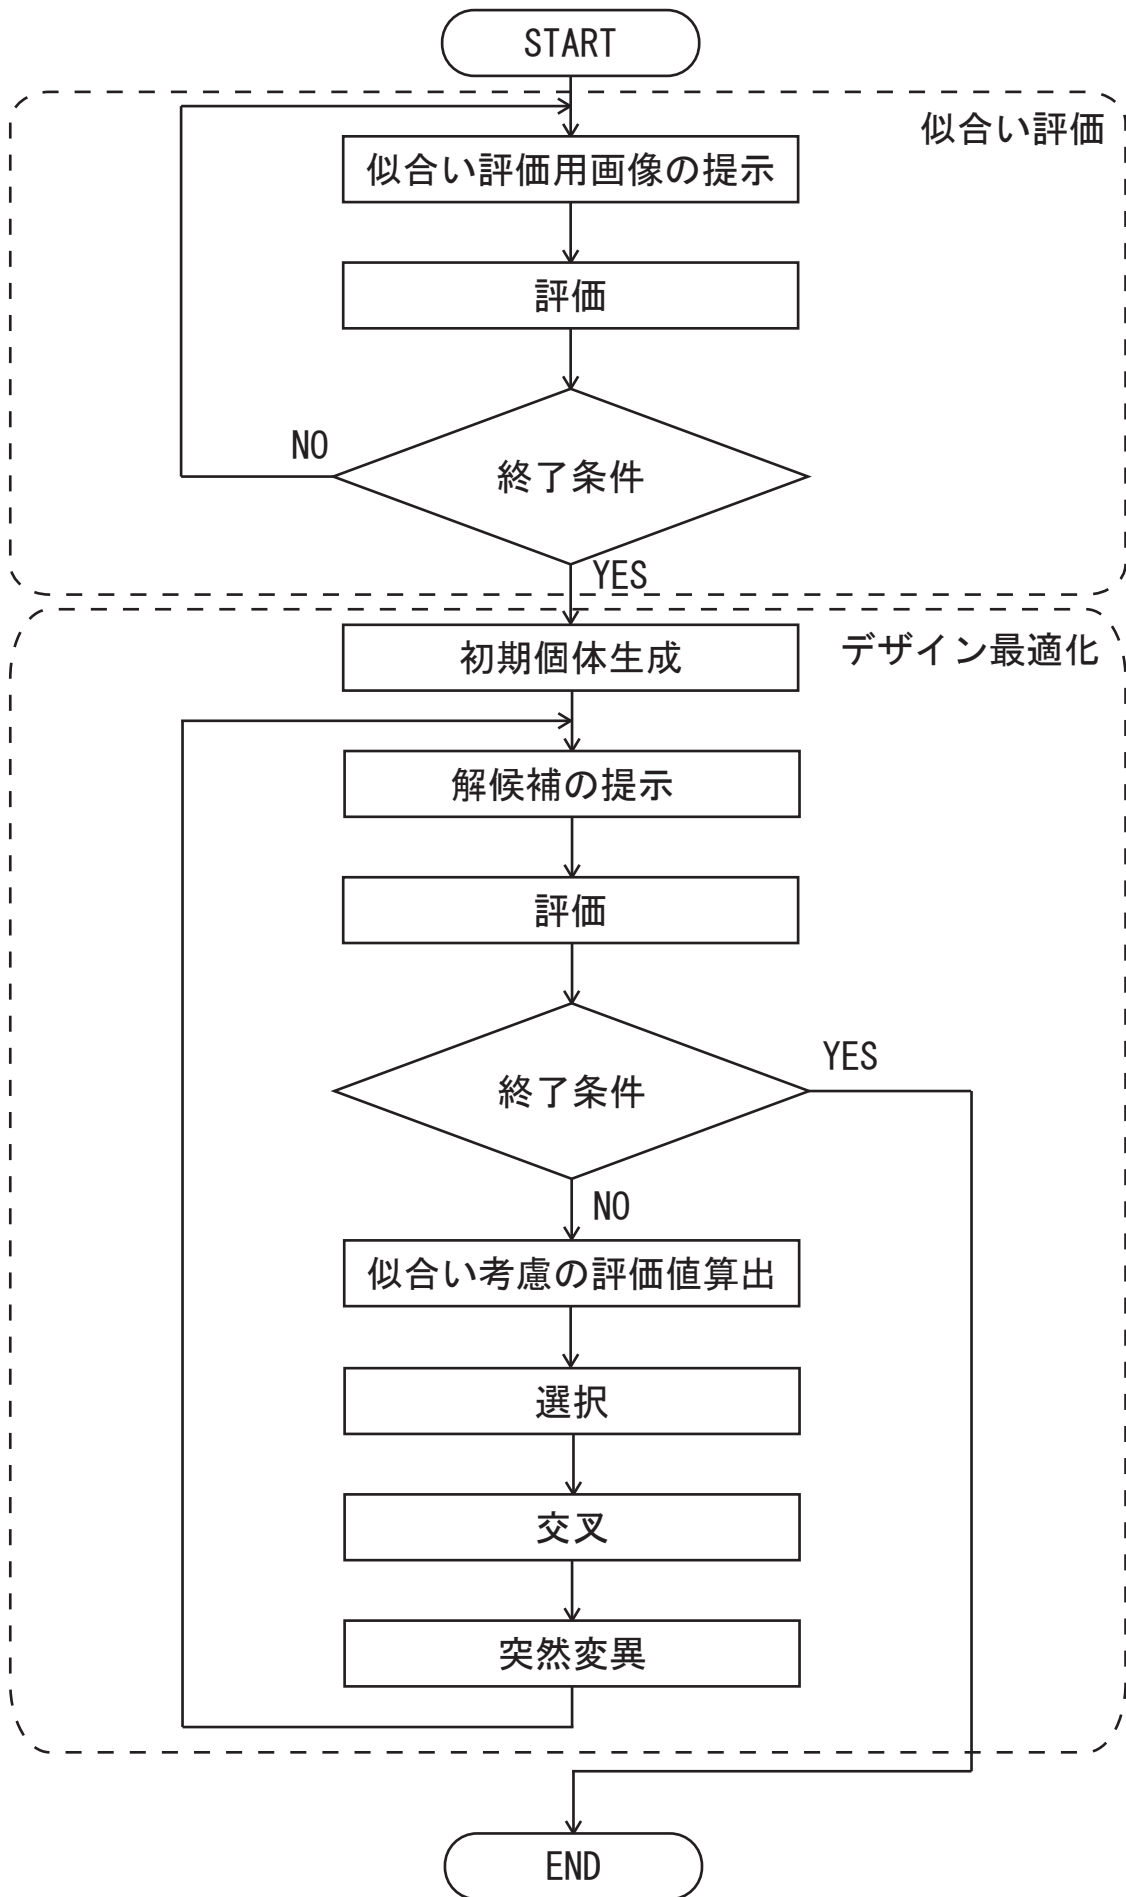 START
似合い評価
似合い評価用画像の提示
評価
NO
終了条件
YES
デザイン最適化
初期個体生成
解候補の提示
評価
YES
終了条件
NO
似合い考慮の評価値算出
選択
交叉
突然変異
END